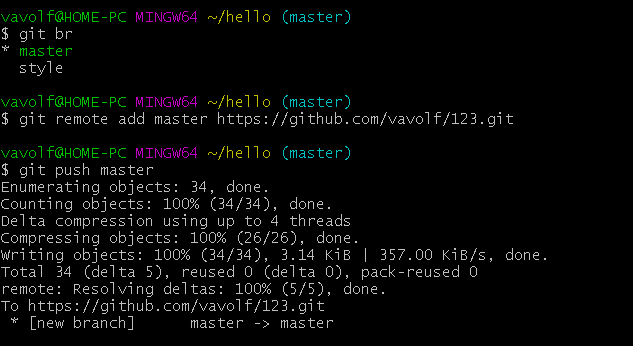 vavolf@HOME-PC MINGW64 ~/hello (master)
$ git br
* master
  style
vavolf@HOME-PC MINGW64 ~/hello (master)
$ git remote add master https://github.com/vavolf/123.git
vavolf@HOME-PC MINGW64 ~/hello (master)
$ git push master
Enumerating objects: 34, done.
Counting objects: 100% (34/34), done.
Delta compression using up to 4 threads
Compressing objects: 100% (26/26), done.
Writing objects: 100% (34/34), 3.14 KiB | 357.00 KiB/s, done.
Total 34 (delta 5), reused 0 (delta 0), pack-reused 0
remote: Resolving deltas: 100% (5/5), done.
To https://github.com/vavolf/123.git
 * [new branch]      master -> master